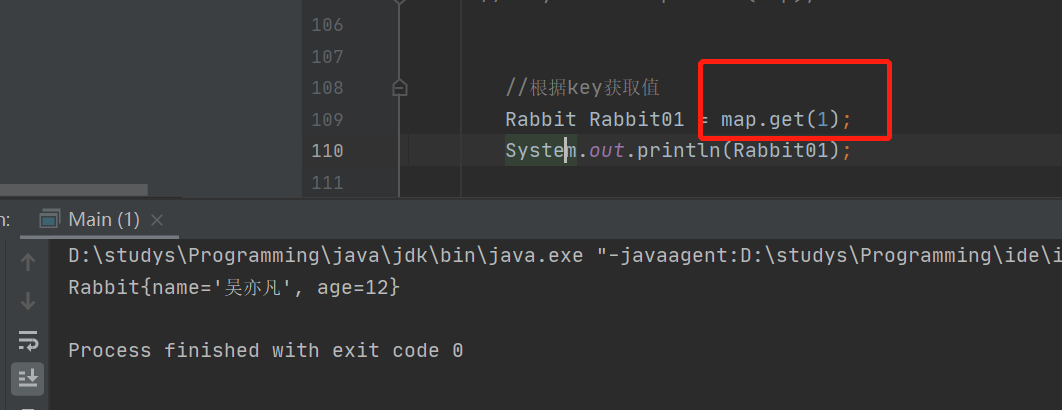 106
107
108 //根据key获取值
109 Rabbit Rabbit01 = map.get(1);
110 System.out.println(Rabbit01);
111
Main (1) ×
D:\studys\Programming\java\jdk\bin\java.exe "-javaagent:D:\studys\Programming\ide\i
Rabbit{name='吴亦凡', age=12}
Process finished with exit code 0